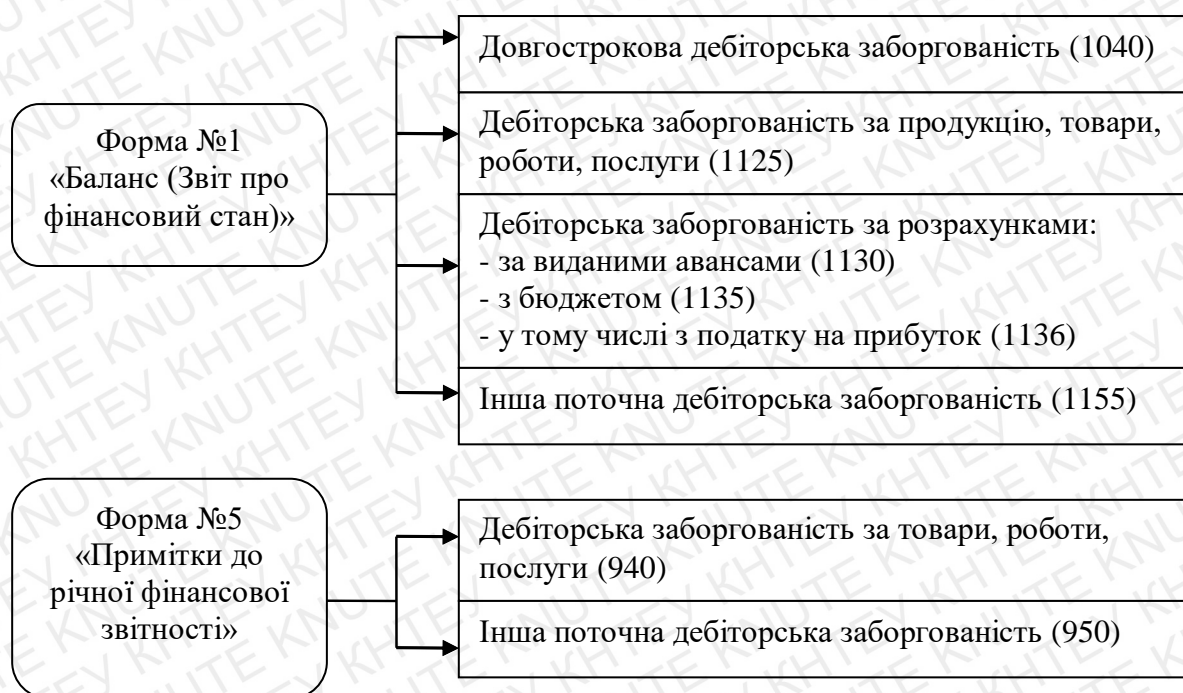 Форма №1
«Баланс (Звіт про
фінансовий стан)»
Довгострокова дебіторська заборгованість (1040)
Дебіторська заборгованість за продукцію, товари,
роботи, послуги (1125)
Дебіторська заборгованість за розрахунками:
- за виданими авансами (1130)
- з бюджетом (1135)
- у тому числі з податку на прибуток (1136)
Інша поточна дебіторська заборгованість (1155)
Форма №5
«Примітки до
річної фінансової
звітності»
Дебіторська заборгованість за товари, роботи,
послуги (940)
Інша поточна дебіторська заборгованість (950)